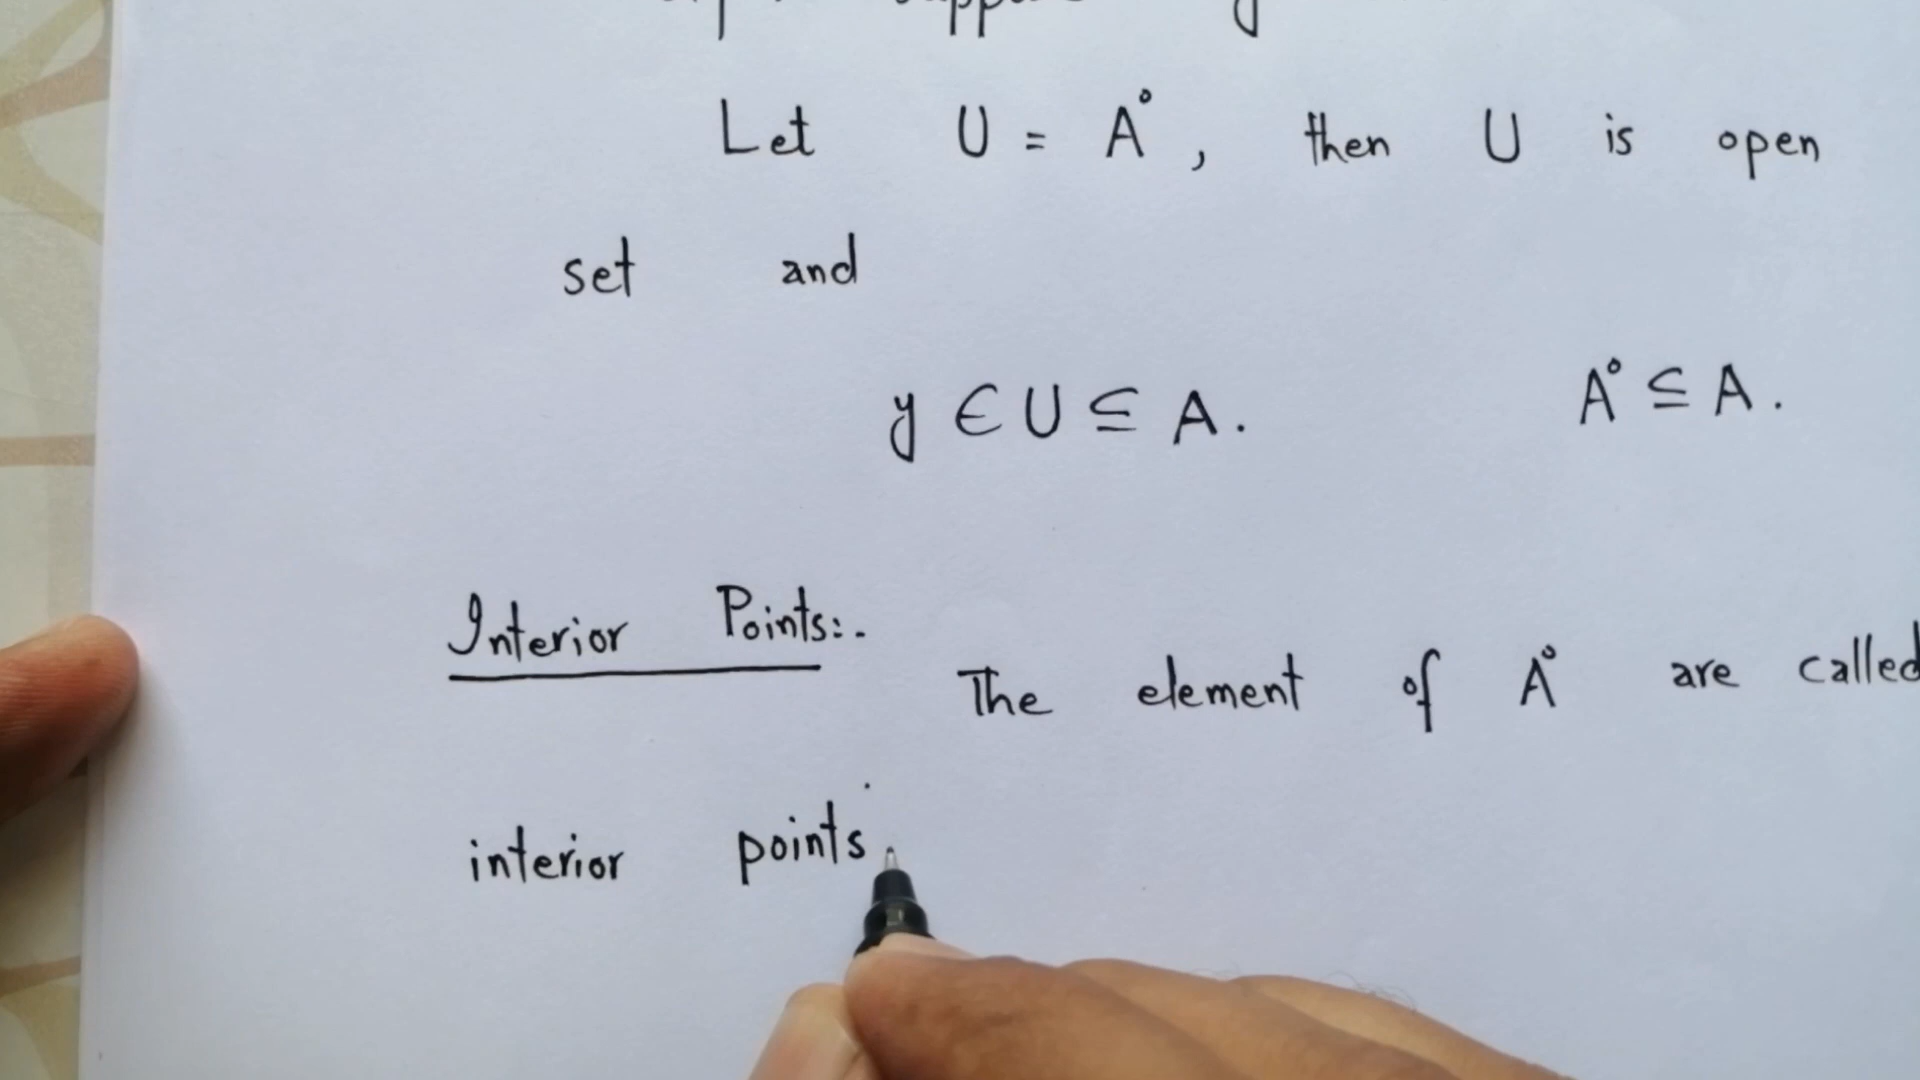 Let U = A°, then U is open
set and
y ∈ U ⊆ A. A° ⊆ A.
Interior Points:-
The element of A° are called
interior points.